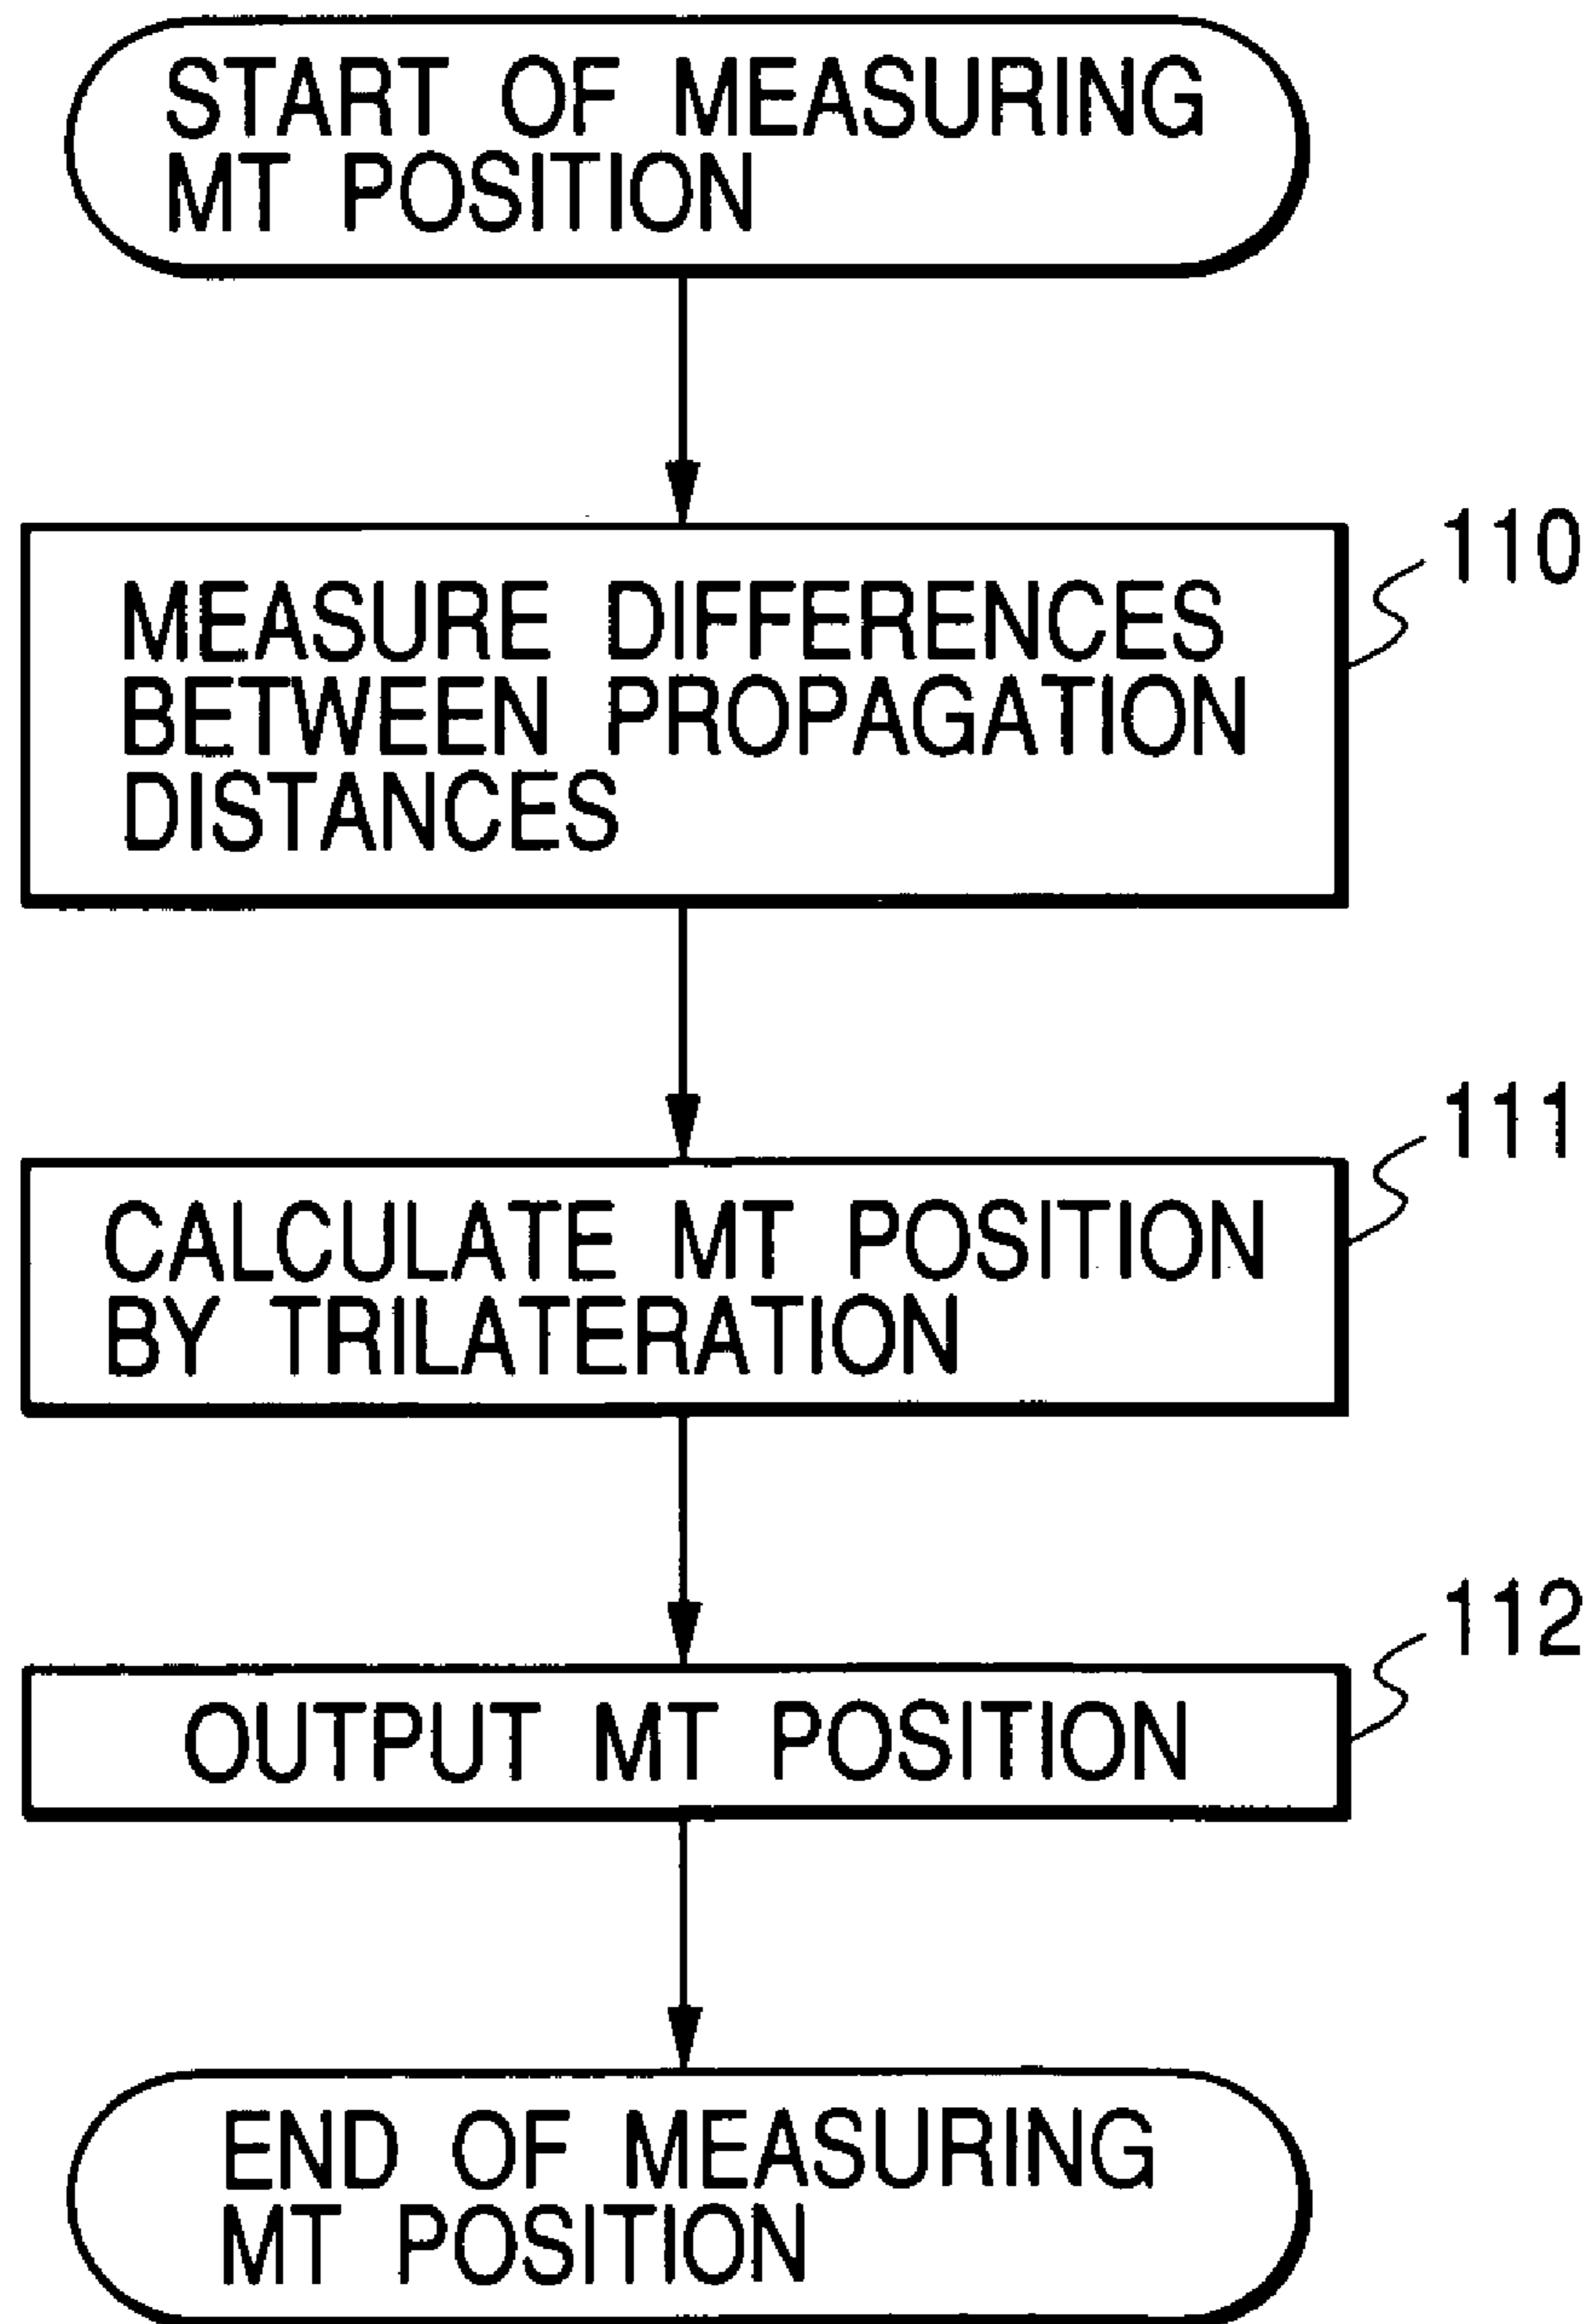 START OF MEASURING
MT POSITION
110
MEASURE DIFFERENCES
BETWEEN PROPAGATION
DISTANCES
111
CALCULATE MT POSITION
BY TRILATERATION
112
OUTPUT MT POSITION
END OF MEASURING
MT POSITION